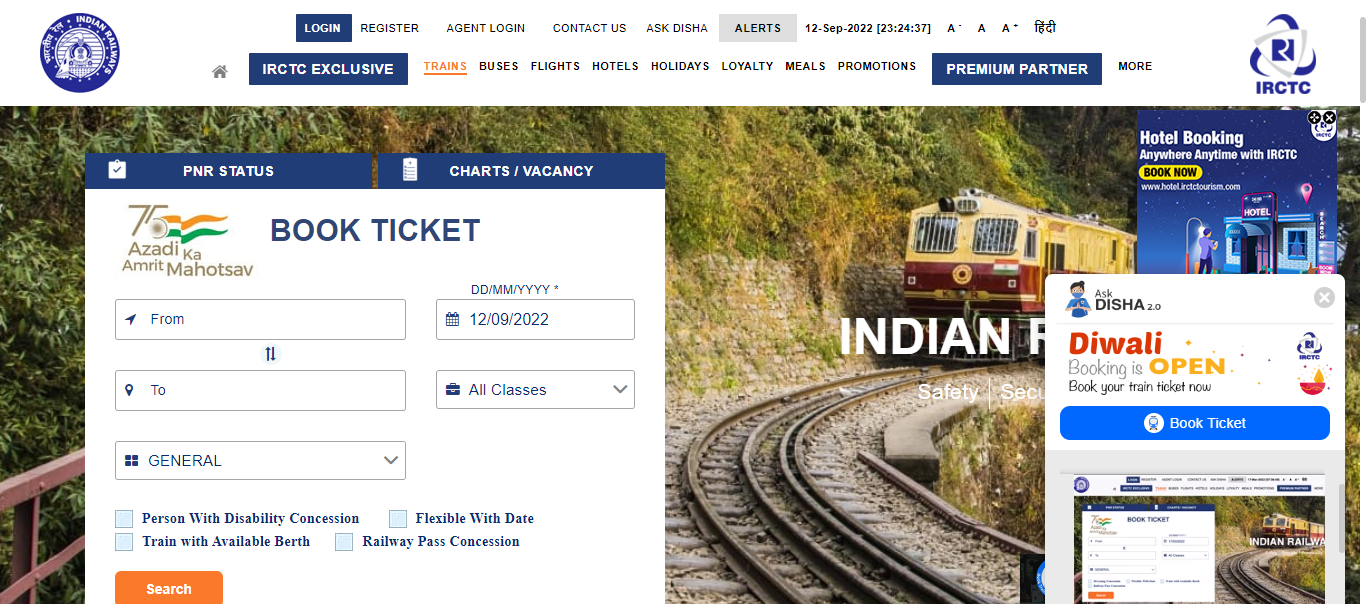 LOGIN REGISTER AGENT LOGIN CONTACT US ASK DISHA ALERTS 12-Sep-2022 [23:24:37] A - A A + हिंदी
भारतीय रेल INDIAN RAILWAYS
IRCTC EXCLUSIVE TRAINS BUSES FLIGHTS HOTELS HOLIDAYS LOYALTY MEALS PROMOTIONS PREMIUM PARTNER MORE
IRCTC
PNR STATUS CHARTS / VACANCY
75
Azadi Ka
Amrit Mahotsav
BOOK TICKET
DD/MM/YYYY *
From 12/09/2022
To All Classes
GENERAL
Person With Disability Concession Flexible With Date
Train with Available Berth Railway Pass Concession
Search
INDIAN R
Safety Secu
Hotel Booking
Anywhere Anytime with IRCTC
BOOK NOW
www.hotel.irctctourism.com
HOTEL
Ask
DISHA 2.0
Diwali
Booking is OPEN
Book your train ticket now
IRCTC
Book Ticket
BOOK TICKET
INDIAN RAILWA